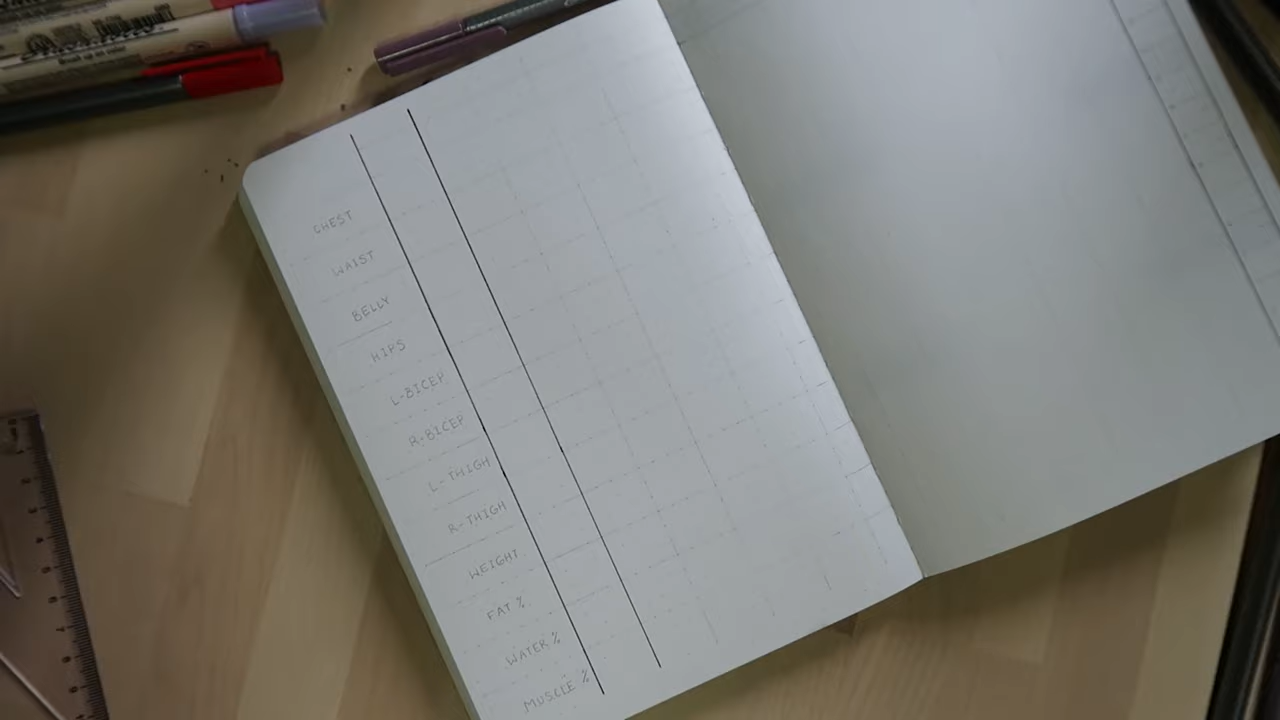 CHEST
WAIST
BELLY
HIPS
L-BICEP
R-BICEP
L-THIGH
R-THIGH
WEIGHT
FAT %
WATER %
MUSCLE %